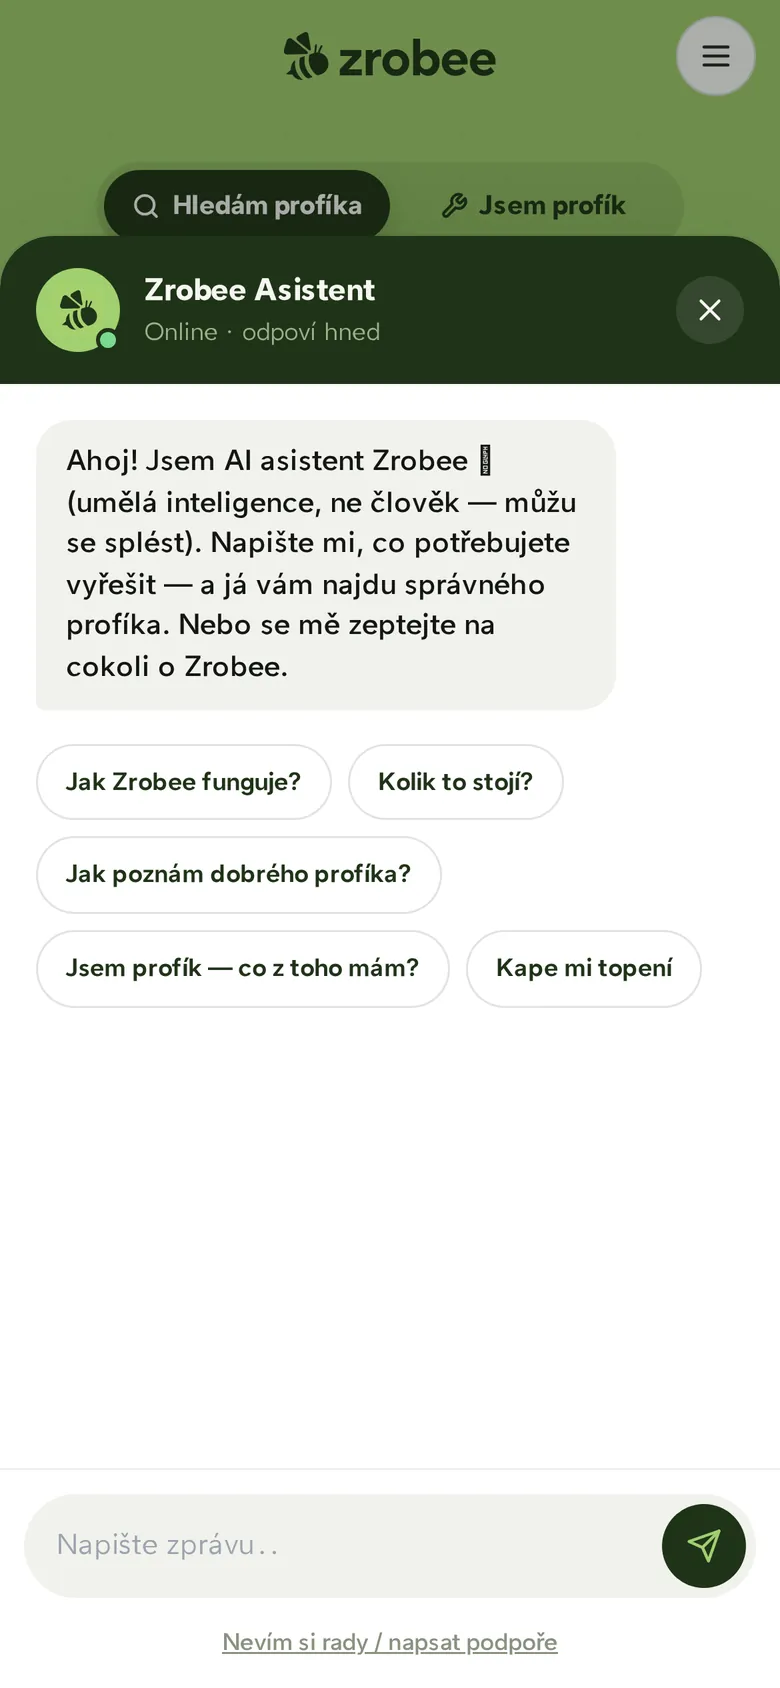 zrobee
Hledám profíka
Jsem profík
Zrobee Asistent
Online · odpoví hned
Ahoj! Jsem AI asistent Zrobee
(umělá inteligence, ne člověk — můžu
se splést). Napište mi, co potřebujete
vyřešit — a já vám najdu správného
profíka. Nebo se mě zeptejte na
cokoli o Zrobee.
Jak Zrobee funguje?
Kolik to stojí?
Jak poznám dobrého profíka?
Jsem profík — co z toho mám?
Kape mi topení
Napište zprávu..
Nevím si rady / napsat podpoře